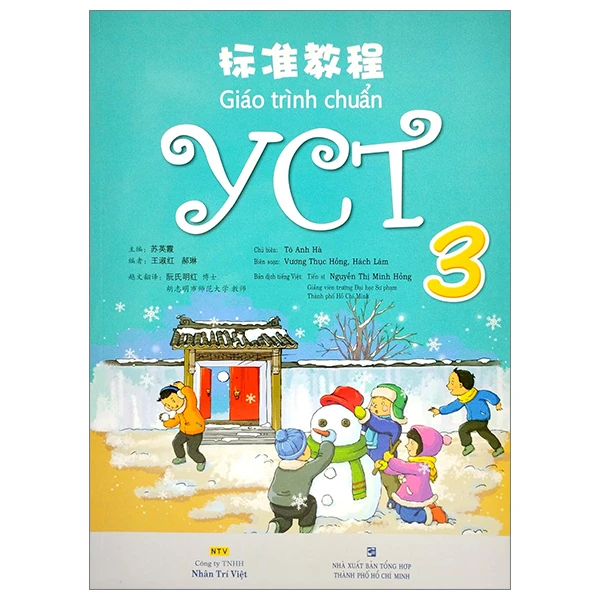 标准教程
Giáo trình chuẩn
YCT
3
主编: 苏英霞
编者: 王淑红 郝琳
越文翻译: 阮氏明红 博士
胡志明市师范大学 教师
Chủ biên: Tô Anh Hà
Biên soạn: Vương Thục Hồng, Hách Lâm
Bản dịch tiếng Việt: Tiến sĩ Nguyễn Thị Minh Hồng
Giảng viên trường Đại học Sư phạm
Thành phố Hồ Chí Minh
NTV
Công ty TNHH
Nhân Trí Việt
NHÀ XUẤT BẢN TỔNG HỢP
THÀNH PHỐ HỒ CHÍ MINH